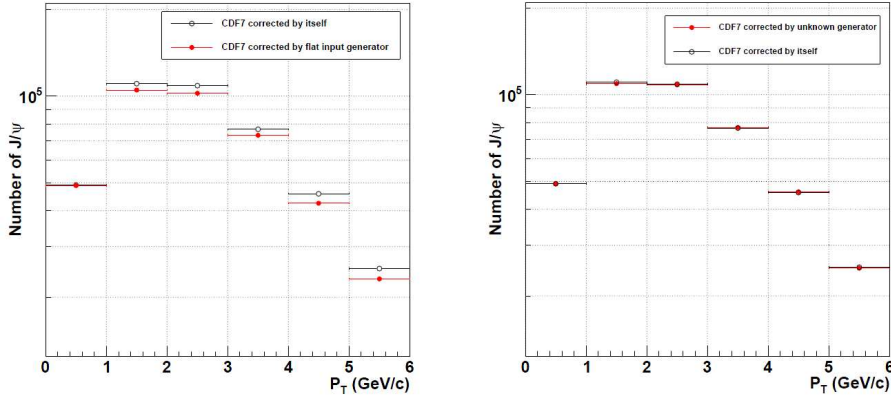 CDF7 corrected by itself
CDF7 corrected by flat input generator
Number of J/ψ
10^5
0 1 2 3 4 5 6
P_T (GeV/c)
CDF7 corrected by unknown generator
CDF7 corrected by itself
Number of J/ψ
10^5
0 1 2 3 4 5 6
P_T (GeV/c)